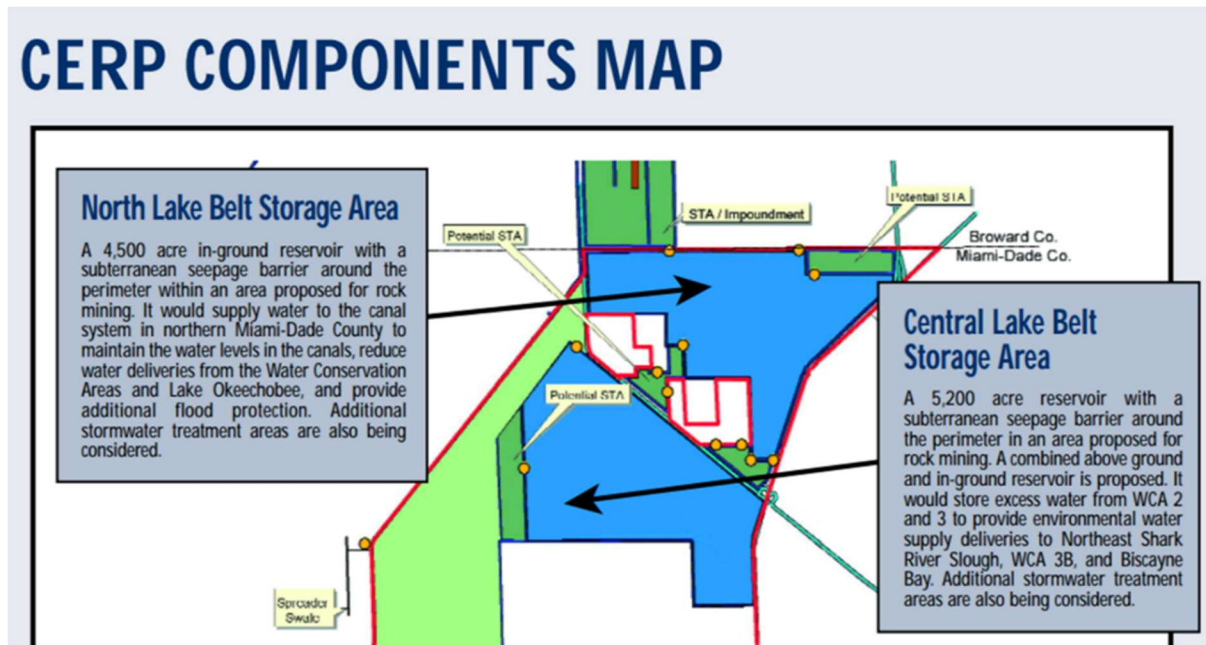 CERP COMPONENTS MAP
North Lake Belt Storage Area
A 4,500 acre in-ground reservoir with a
subterranean seepage barrier around the
perimeter within an area proposed for rock
mining. It would supply water to the canal
system in northern Miami-Dade County to
maintain the water levels in the canals, reduce
water deliveries from the Water Conservation
Areas and Lake Okeechobee, and provide
additional flood protection. Additional
stormwater treatment areas are also being
considered.
STA / Impoundment
Potential STA
Potential STA
Broward Co.
Miami-Dade Co.
Potential STA
Central Lake Belt
Storage Area
A 5,200 acre reservoir with a
subterranean seepage barrier around
the perimeter in an area proposed for
rock mining. A combined above ground
and in-ground reservoir is proposed. It
would store excess water from WCA 2
and 3 to provide environmental water
supply deliveries to Northeast Shark
River Slough, WCA 3B, and Biscayne
Bay. Additional stormwater treatment
areas are also being considered.
Spreader
Swale